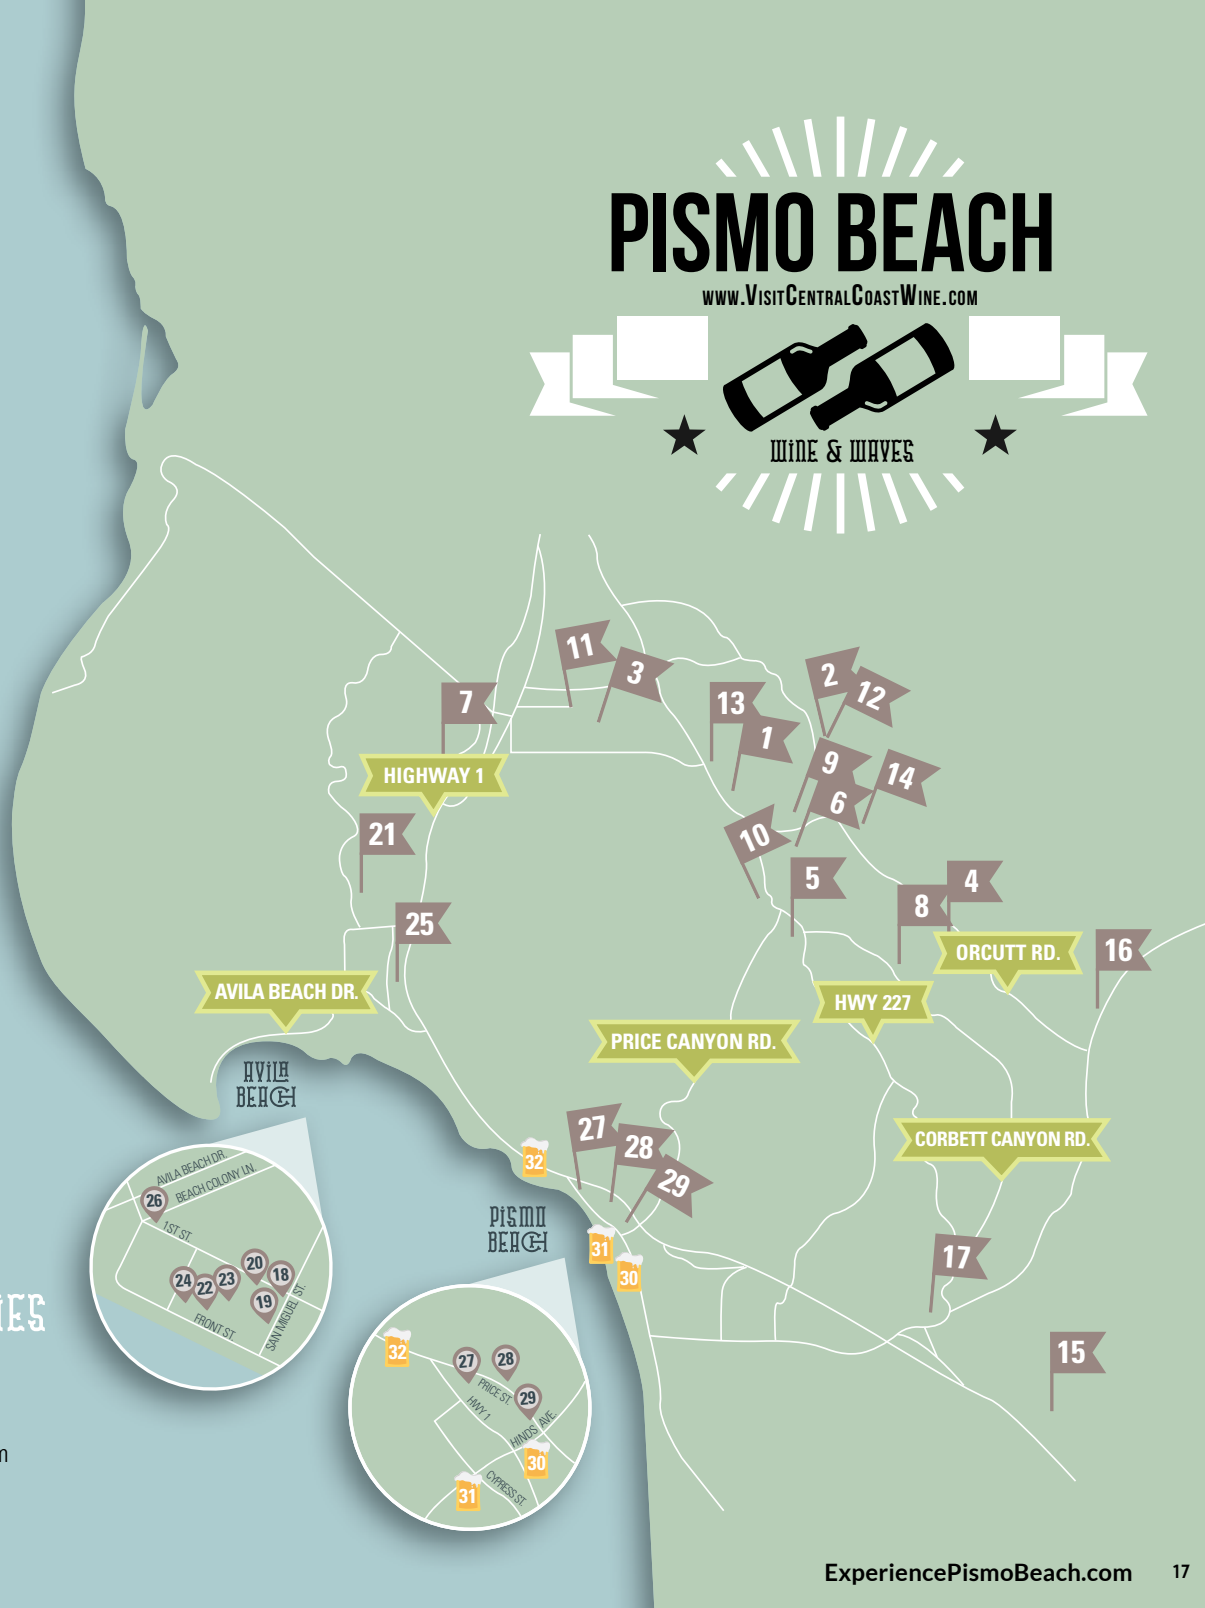 PISMO BEACH
WWW.VISITCENTRALCOASTWINE.COM
WINE & WAVES
11
3
2
12
7
13
1
9
14
HIGHWAY 1
6
21
10
5
4
8
25
16
ORCUTT RD.
AVILA BEACH DR.
HWY 227
PRICE CANYON RD.
AVILA
BEACH
27
28
CORBETT CANYON RD.
32
29
AVILA BEACH DR.
BEACH COLONY LN.
26
1ST ST.
PISMO
BEACH
31
30
17
20
18
24
22
23
19
FRONT ST.
SAN MIGUEL ST.
IES
15
32
27
28
PRICE ST.
29
HWY 1
HINDS AVE.
30
31
CYPRESS ST.
ExperiencePismoBeach.com 17